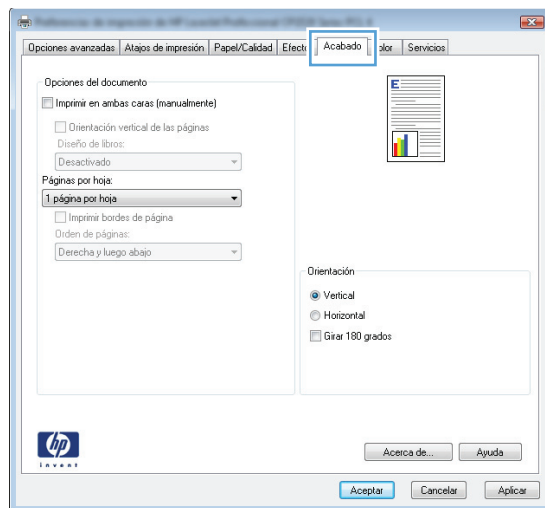 Opciones avanzadas Atajos de impresión Papel/Calidad Acabado Servicios
Opciones del documento
Imprimir en ambas caras (manualmente)
E
Orientación vertical de las páginas
Diseño de libros:
Desactivado
Páginas por hoja:
1 página por hoja
Imprimir bordes de página
Orden de páginas:
Derecha y luego abajo
Orientación
Vertical
Horizontal
Girar 180 grados
hp
invent
Acerca de... Ayuda
Aceptar Cancelar Aplicar